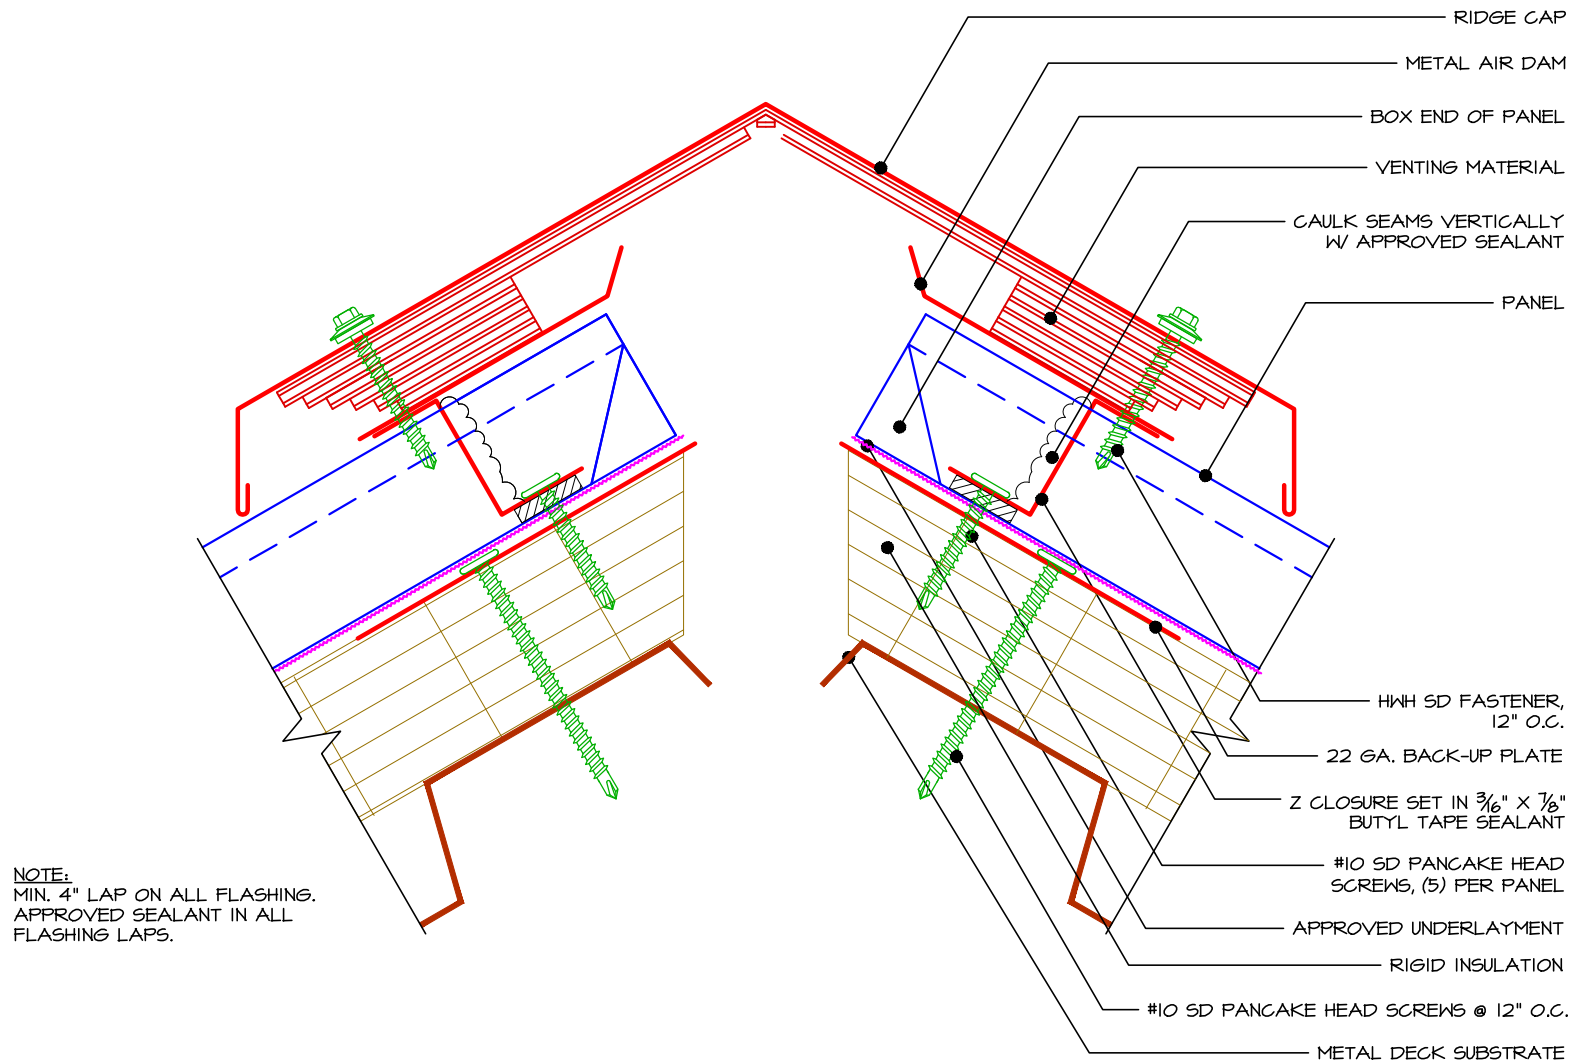 RIDGE CAP
METAL AIR DAM
BOX END OF PANEL
VENTING MATERIAL
CAULK SEAMS VERTICALLY
W/ APPROVED SEALANT
PANEL
HWH SD FASTENER,
12" O.C.
22 GA. BACK-UP PLATE
Z CLOSURE SET IN 3/16" X 7/8"
BUTYL TAPE SEALANT
#10 SD PANCAKE HEAD
SCREWS, (5) PER PANEL
APPROVED UNDERLAYMENT
RIGID INSULATION
#10 SD PANCAKE HEAD SCREWS @ 12" O.C.
METAL DECK SUBSTRATE
NOTE:
MIN. 4" LAP ON ALL FLASHING.
APPROVED SEALANT IN ALL
FLASHING LAPS.